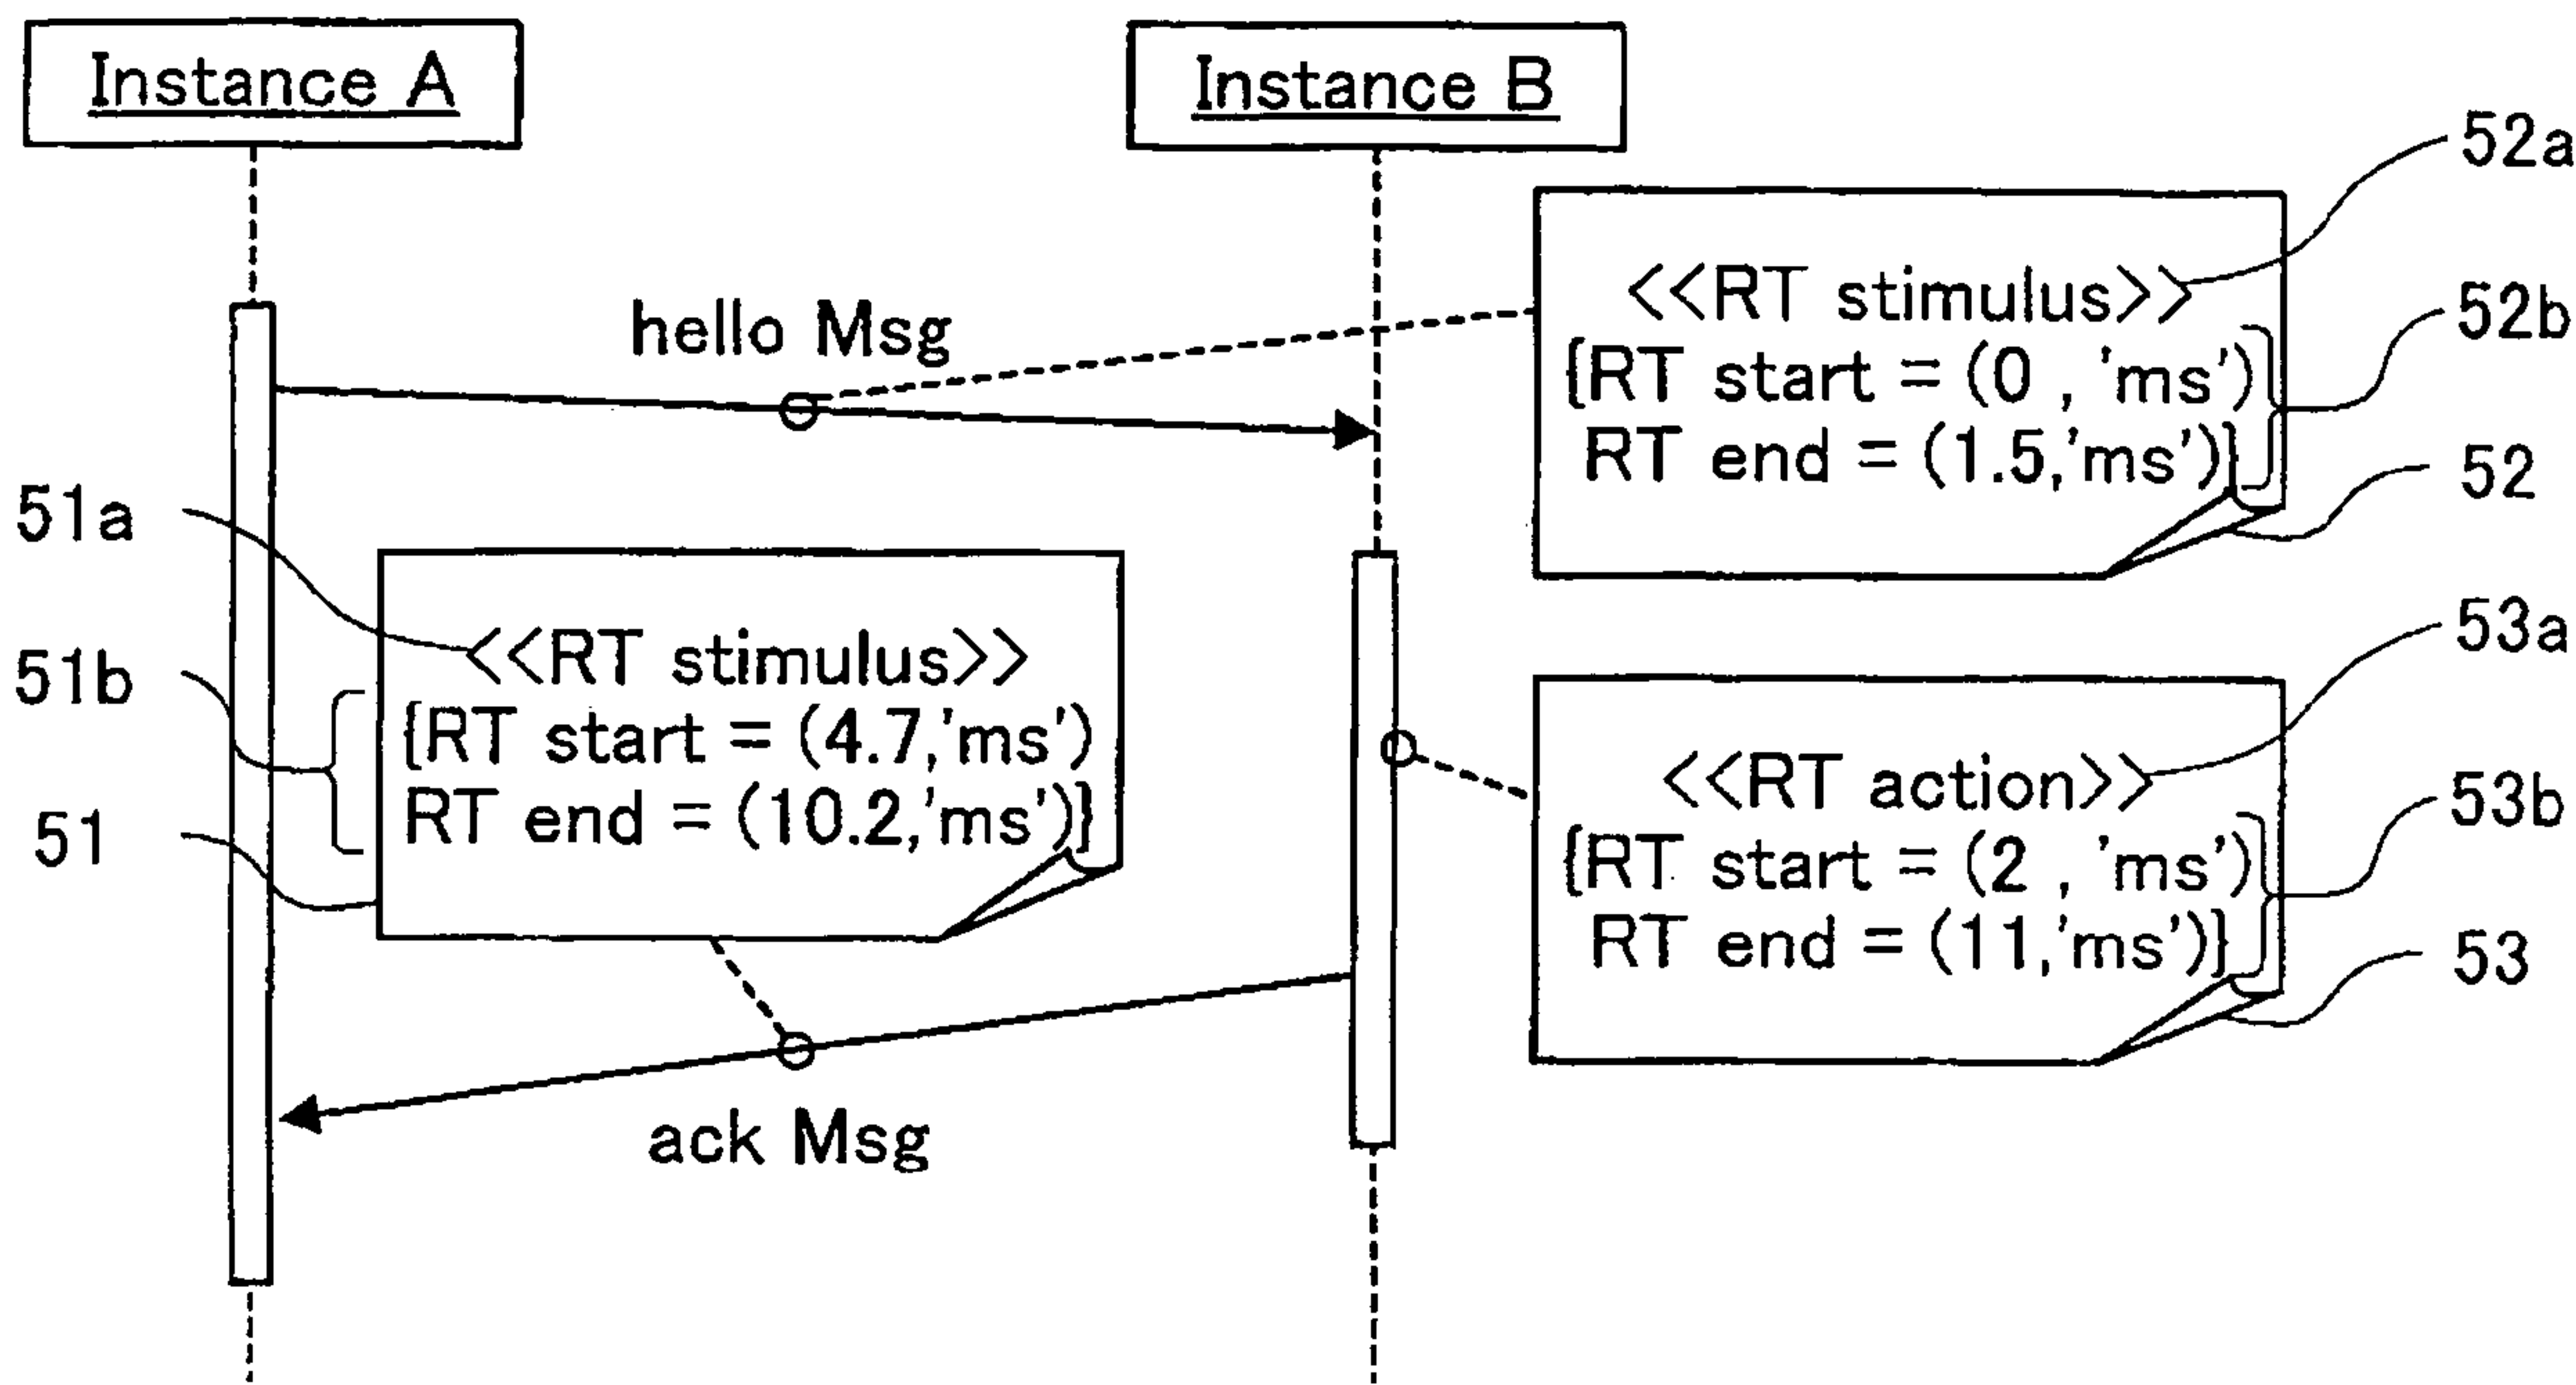 Instance A
Instance B
52a
<<RT stimulus>>
{RT start = (0 , 'ms')
RT end = (1.5,'ms')}
52b
52
hello Msg
51a
<<RT stimulus>>
{RT start = (4.7,'ms')
RT end = (10.2,'ms')}
51b
51
53a
<<RT action>>
{RT start = (2 , 'ms')
RT end = (11,'ms')}
53b
53
ack Msg